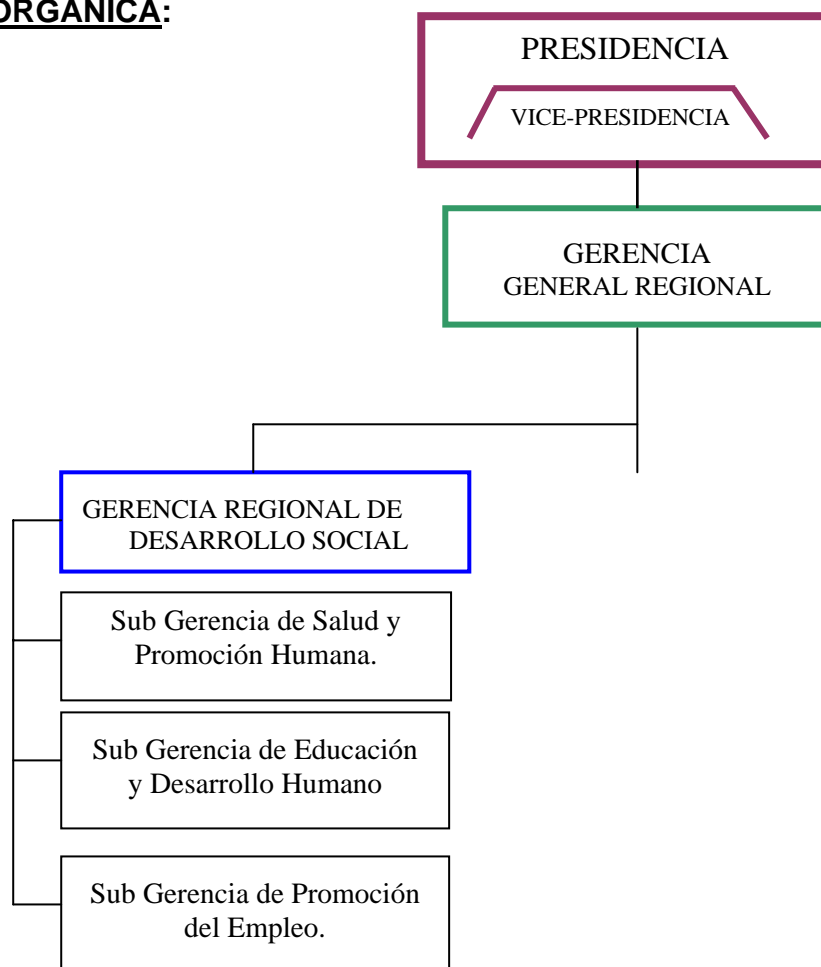 ORGÁNICA:
PRESIDENCIA
VICE-PRESIDENCIA
GERENCIA
GENERAL REGIONAL
GERENCIA REGIONAL DE
DESARROLLO SOCIAL
Sub Gerencia de Salud y
Promoción Humana.
Sub Gerencia de Educación
y Desarrollo Humano
Sub Gerencia de Promoción
del Empleo.